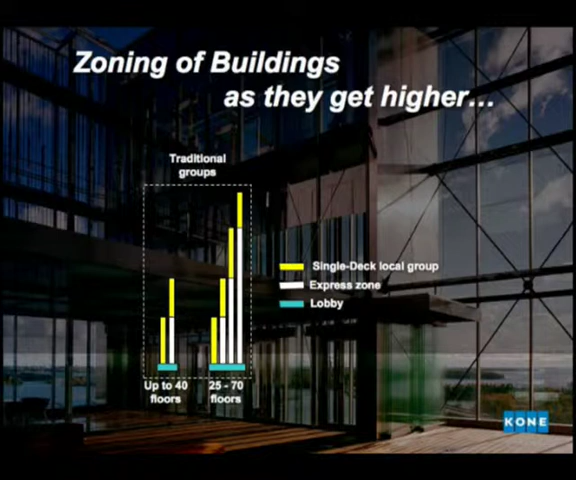 Zoning of Buildings
as they get higher...
Traditional
groups
Single-Deck local group
Express zone
Lobby
Up to 40
floors
25 - 70
floors
KONE